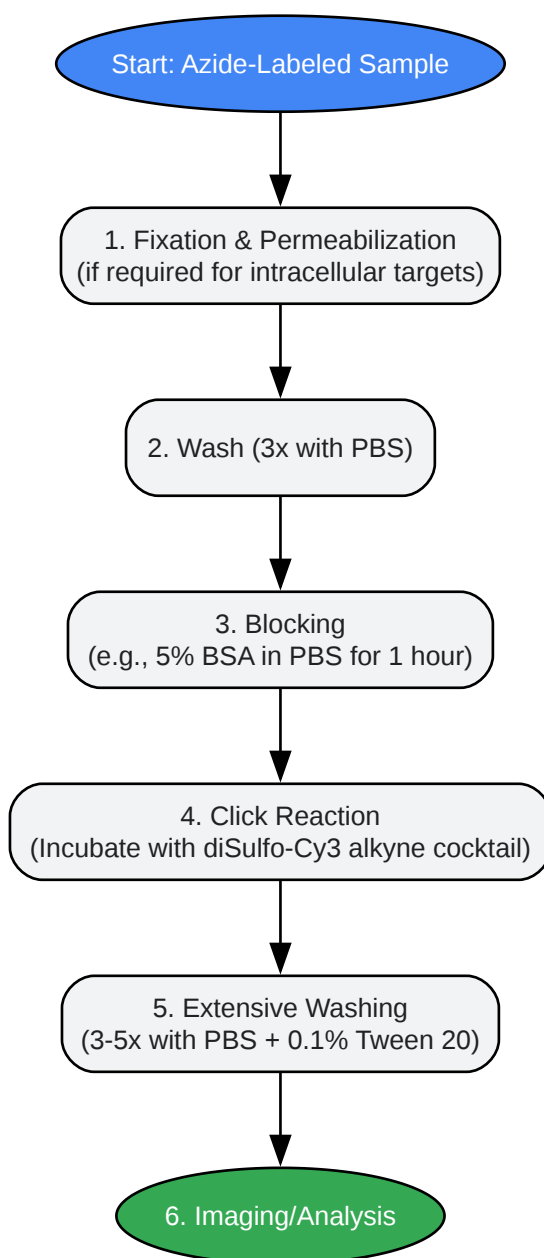 Start: Azide-Labeled Sample
1. Fixation & Permeabilization
(if required for intracellular targets)
2. Wash (3x with PBS)
3. Blocking
(e.g., 5% BSA in PBS for 1 hour)
4. Click Reaction
(Incubate with diSulfo-Cy3 alkyne cocktail)
5. Extensive Washing
(3-5x with PBS + 0.1% Tween 20)
6. Imaging/Analysis